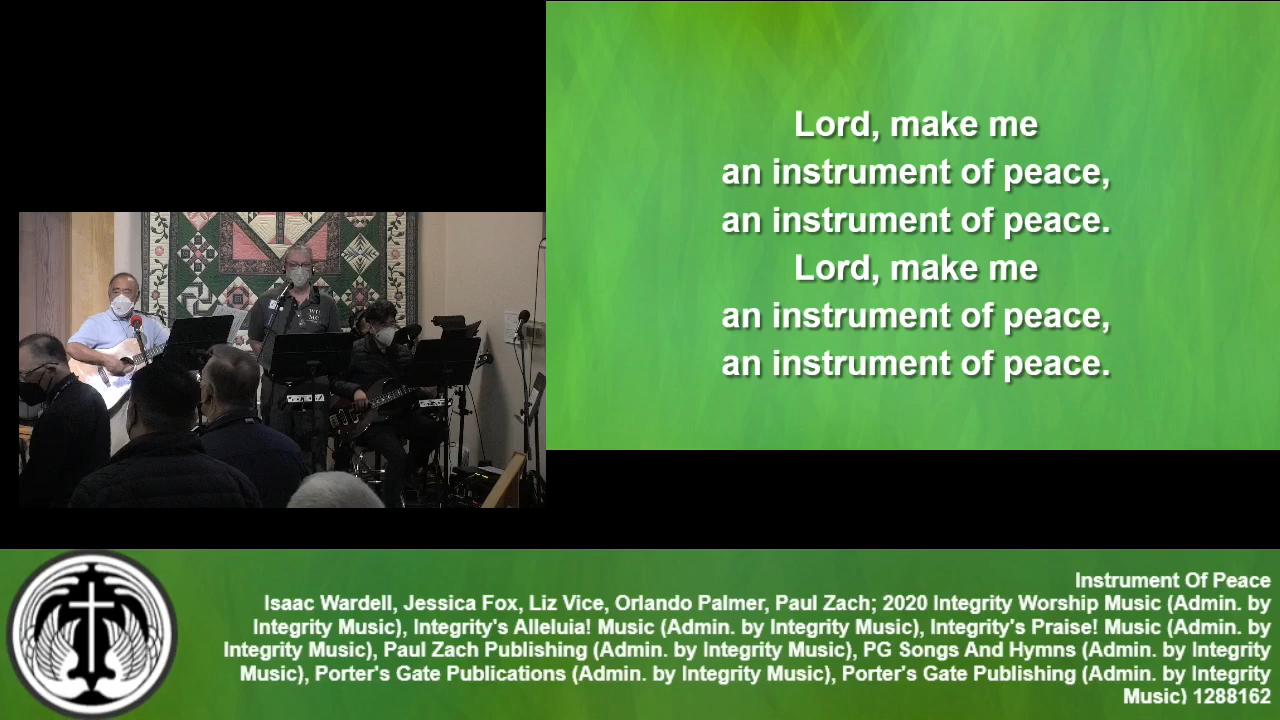 Lord, make me
an instrument of peace,
an instrument of peace.
Lord, make me
an instrument of peace,
an instrument of peace.
Instrument Of Peace
Isaac Wardell, Jessica Fox, Liz Vice, Orlando Palmer, Paul Zach; 2020 Integrity Worship Music (Admin. by
Integrity Music), Integrity's Alleluia! Music (Admin. by Integrity Music), Integrity's Praise! Music (Admin. by
Integrity Music), Paul Zach Publishing (Admin. by Integrity Music), PG Songs And Hymns (Admin. by Integrity
Music), Porter's Gate Publications (Admin. by Integrity Music), Porter's Gate Publishing (Admin. by Integrity
Music) 1288162